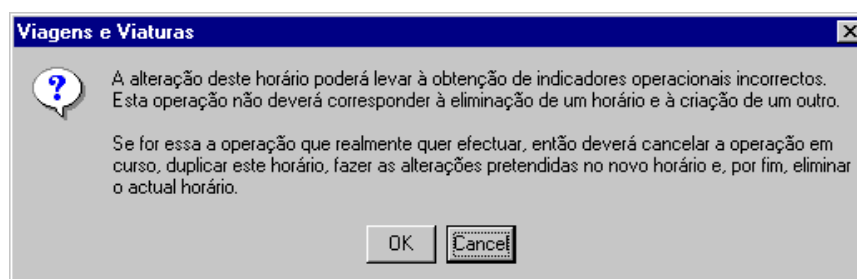 Viagens e Viaturas
?
A alteração deste horário poderá levar à obtenção de indicadores operacionais incorrectos.
Esta operação não deverá corresponder à eliminação de um horário e à criação de um outro.
Se for essa a operação que realmente quer efectuar, então deverá cancelar a operação em
curso, duplicar este horário, fazer as alterações pretendidas no novo horário e, por fim, eliminar
o actual horário.
OK
Cancel